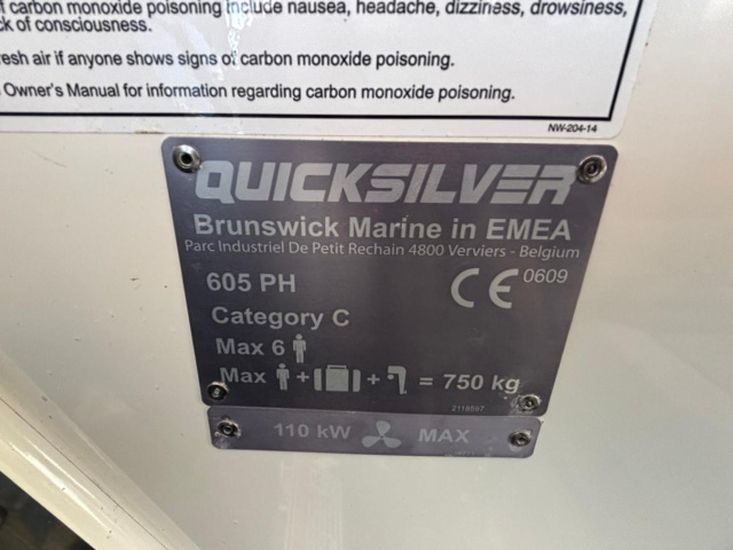 carbon monoxide poisoning include nausea, headache, dizziness, drowsiness,
of consciousness.
air if anyone shows signs of carbon monoxide poisoning.
Owner's Manual for information regarding carbon monoxide poisoning.
NW-204-14
QUICKSILVER
Brunswick Marine in EMEA
Parc Industriel De Petit Rechain 4800 Verviers - Belgium
605 PH
CE 0609
Category C
Max 6
Max + + = 750 kg
2118597
110 kW MAX